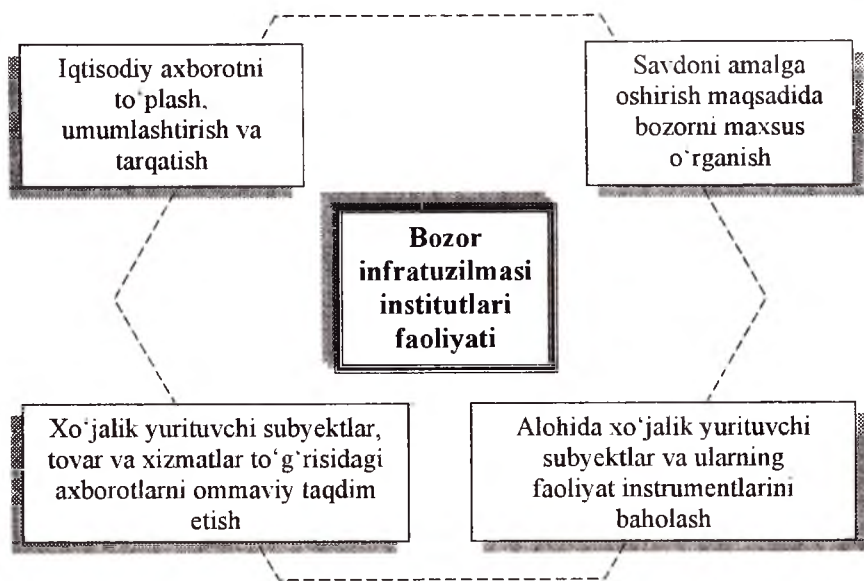 Iqtisodiy axborotni
to‘plash,
umumlashtirish va
tarqatish
Savdoni amalga
oshirish maqsadida
bozorni maxsus
o‘rganish
Bozor
infratuzilmasi
institutlari
faoliyati
Xo‘jalik yurituvchi subyektlar,
tovar va xizmatlar to‘g‘risidagi
axborotlarni ommaviy taqdim
etish
Alohida xo‘jalik yurituvchi
subyektlar va ularning
faoliyat instrumentlarini
baholash